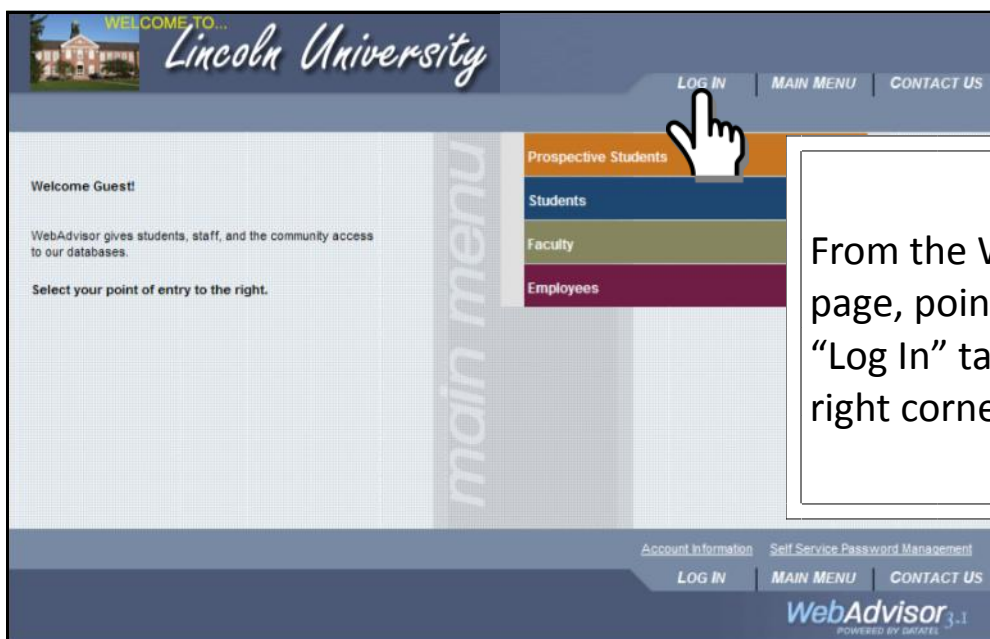 WELCOME TO...
Lincoln University
LOG IN MAIN MENU CONTACT US
main menu
Prospective Students
Students
Faculty
Employees
Welcome Guest!
WebAdvisor gives students, staff, and the community access
to our databases.
Select your point of entry to the right.
From the
page, poin
“Log In” ta
right corne
Account Information Self Service Password Management
LOG IN MAIN MENU CONTACT US
WebAdvisor 3.1
POWERED BY DATATEL